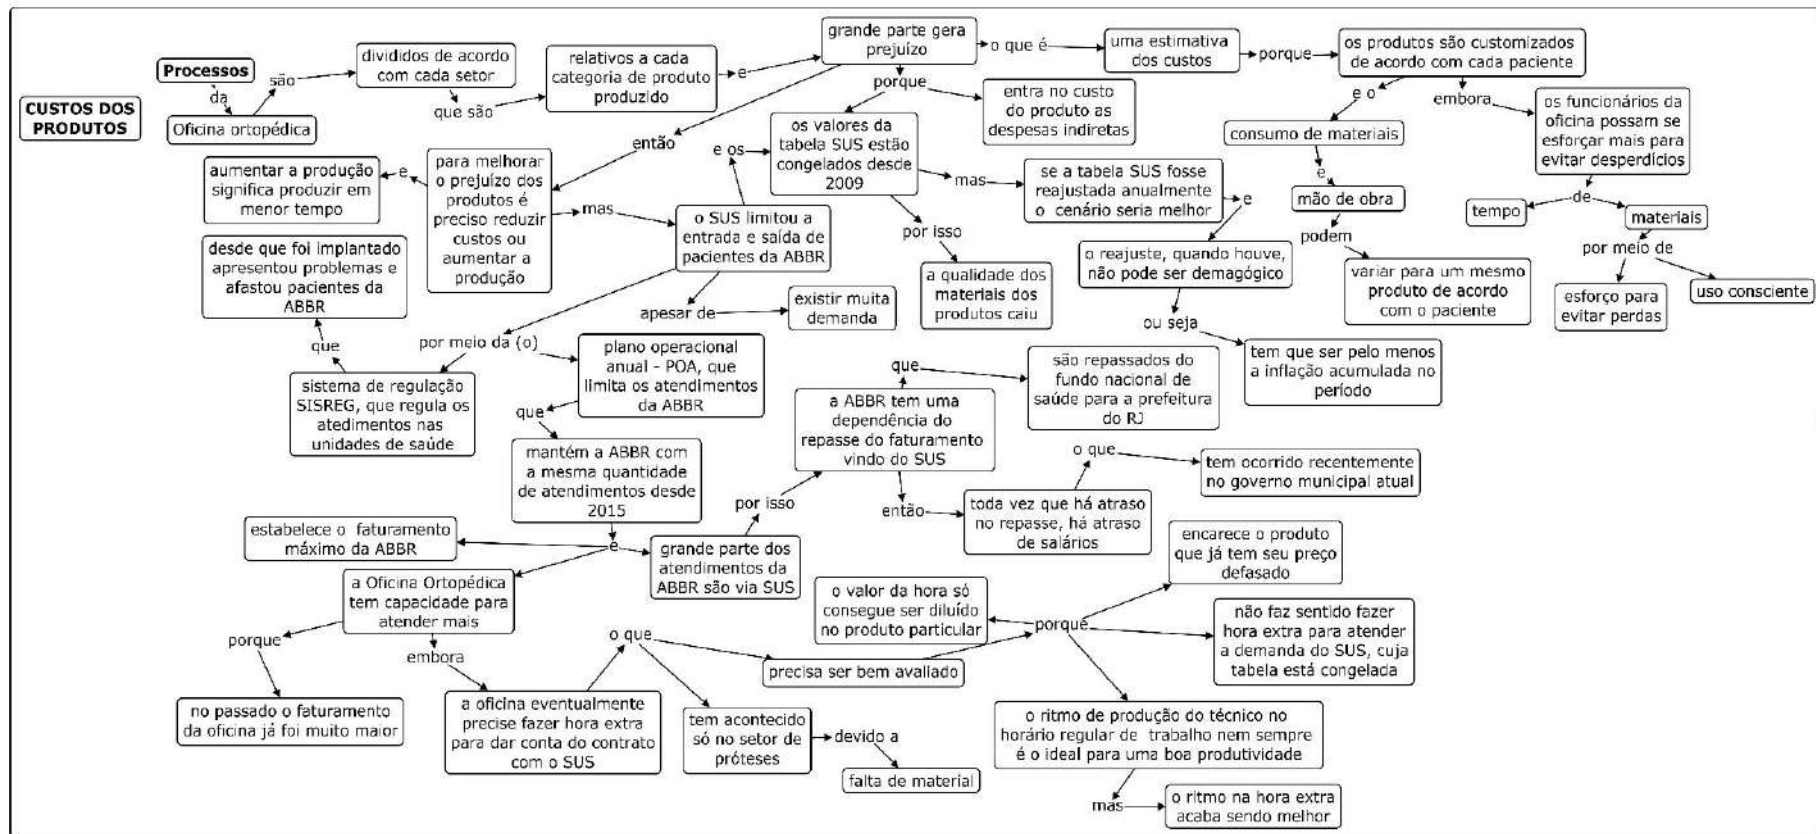 CUSTOS DOS
PRODUTOS
Processos
da
Oficina ortopédica
são
divididos de acordo
com cada setor
que são
relativos a cada
categoria de produto
produzido
e
grande parte gera
prejuízo
o que é
uma estimativa
dos custos
porque
os produtos são customizados
de acordo com cada paciente
e o
consumo de materiais
e
mão de obra
podem
variar para um mesmo
produto de acordo
com o paciente
embora
os funcionários da
oficina possam se
esforçar mais para
evitar desperdícios
de
tempo
materiais
por meio de
esforço para
evitar perdas
uso consciente
porque
entra no custo
do produto as
despesas indiretas
os valores da
tabela SUS estão
congelados desde
2009
mas
se a tabela SUS fosse
reajustada anualmente
o cenário seria melhor
e
o reajuste, quando houve,
não pode ser demagógico
ou seja
tem que ser pelo menos
a inflação acumulada no
período
por isso
a qualidade dos
materiais dos
produtos caiu
então
para melhorar
o prejuízo dos
produtos é
preciso reduzir
custos ou
aumentar a
produção
e
aumentar a produção
significa produzir em
menor tempo
mas
o SUS limitou a
entrada e saída de
pacientes da ABBR
e os
apesar de
existir muita
demanda
por meio da (o)
sistema de regulação
SISREG, que regula os
atedimentos nas
unidades de saúde
que
desde que foi implantado
apresentou problemas e
afastou pacientes da
ABBR
plano operacional
anual - POA, que
limita os atendimentos
da ABBR
que
mantém a ABBR com
a mesma quantidade
de atendimentos desde
2015
e
estabelece o faturamento
máximo da ABBR
grande parte dos
atendimentos da
ABBR são via SUS
por isso
a ABBR tem uma
dependência do
repasse do faturamento
vindo do SUS
que
são repassados do
fundo nacional de
saúde para a prefeitura
do RJ
então
toda vez que há atraso
no repasse, há atraso
de salários
o que
tem ocorrido recentemente
no governo municipal atual
a Oficina Ortopédica
tem capacidade para
atender mais
porque
no passado o faturamento
da oficina já foi muito maior
embora
a oficina eventualmente
precise fazer hora extra
para dar conta do contrato
com o SUS
o que
tem acontecido
só no setor de
próteses
devido a
falta de material
precisa ser bem avaliado
porque
o valor da hora só
consegue ser diluído
no produto particular
encarece o produto
que já tem seu preço
defasado
não faz sentido fazer
hora extra para atender
a demanda do SUS, cuja
tabela está congelada
o ritmo de produção do técnico no
horário regular de trabalho nem sempre
é o ideal para uma boa produtividade
mas
o ritmo na hora extra
acaba sendo melhor